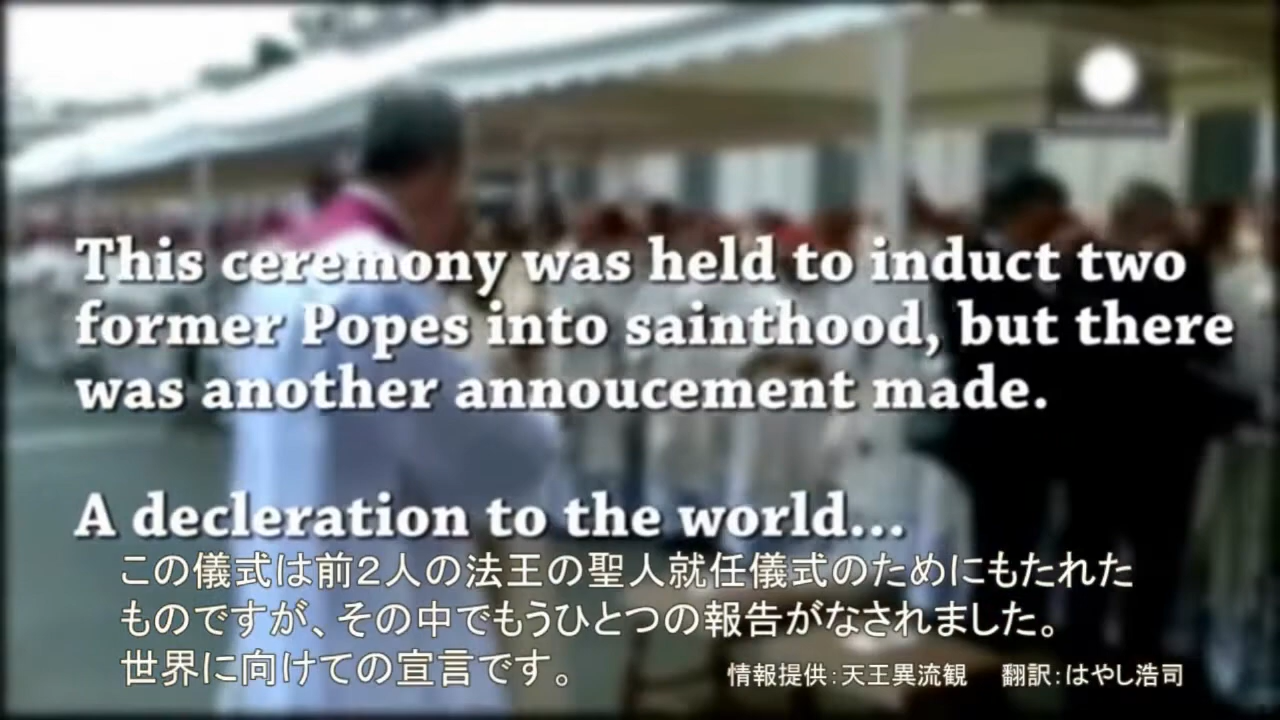 This ceremony was held to induct two
former Popes into sainthood, but there
was another annoucement made.
A decleration to the world...
この儀式は前２人の法王の聖人就任儀式のためにもたれた
ものですが、その中でもうひとつの報告がなされました。
世界に向けての宣言です。
情報提供：天王異流観　翻訳：はやし浩司